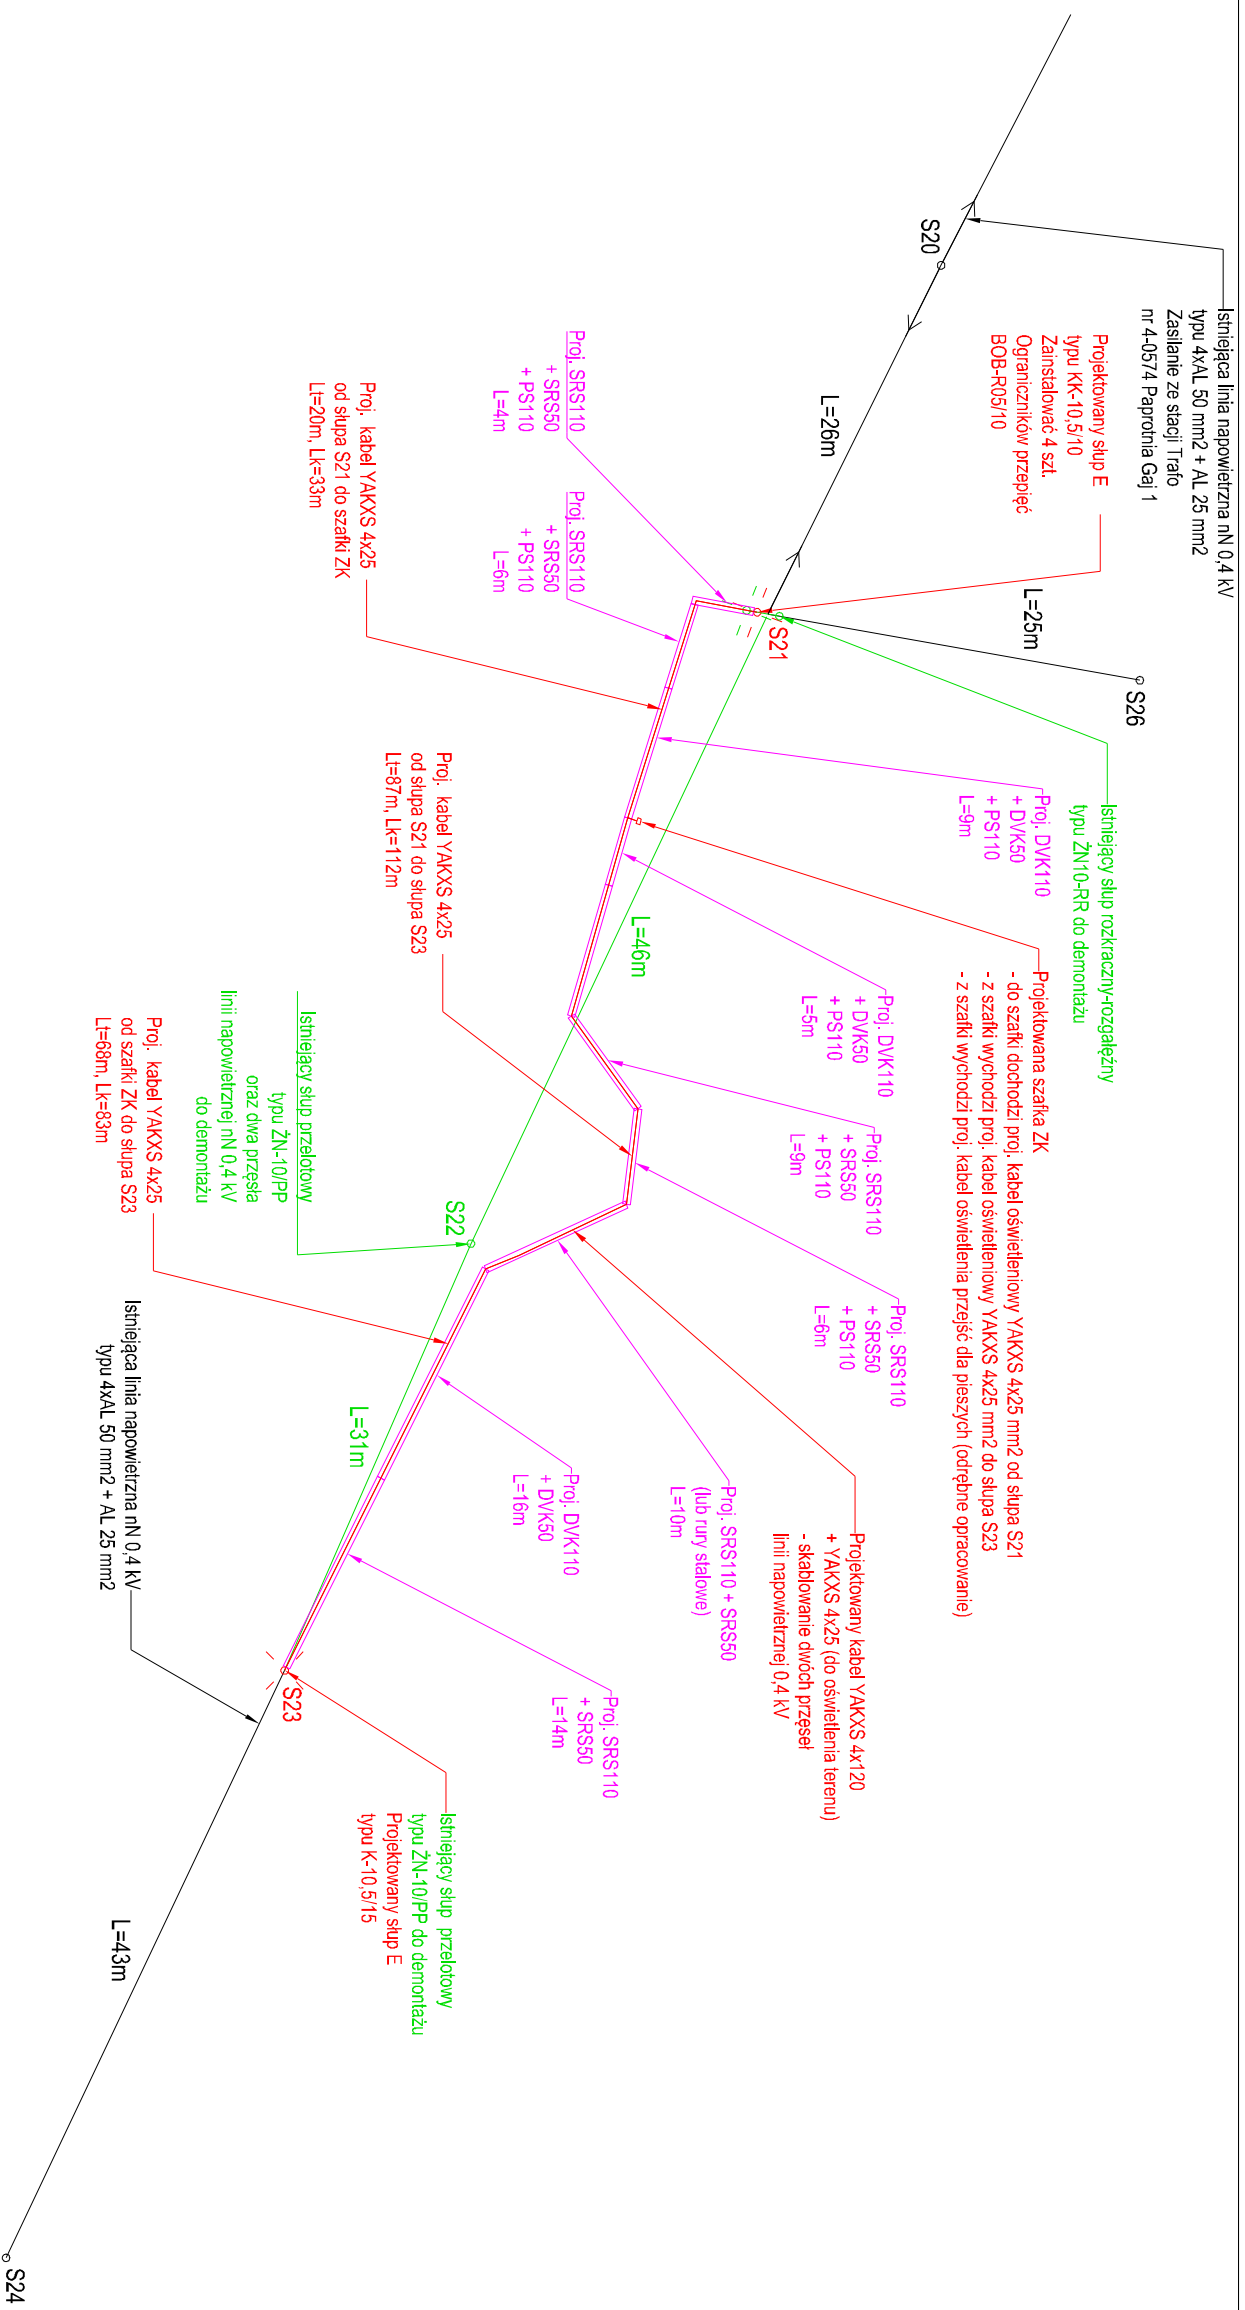 Istniejąca linia napowietrzna nN 0,4 kV
typu 4xAL 50 mm2 + AL 25 mm2
Zasilanie ze stacji Trafo
nr 4-0574 Paprotnia Gaj 1
S20
Projektowany słup E
typu KK-10,5/10
Zainstalować 4 szt.
Ograniczników przepięć
BOB-R05/10
L=26m
L=25m
S26
S21
Proj. SRS110
+ SRS50
+ PS110
L=4m
Proj. SRS110
+ SRS50
+ PS110
L=6m
Proj. kabel YAKXS 4x25
od słupa S21 do szafki ZK
Lt=20m, Lk=33m
Istniejący słup rozkraczny-rozgałęźny
typu ŻN10-RR do demontażu
Proj. DVK110
+ DVK50
+ PS110
L=9m
Projektowana szafka ZK
- do szafki dochodzi proj. kabel oświetleniowy YAKXS 4x25 mm2 od słupa S21
- z szafki wychodzi proj. kabel oświetleniowy YAKXS 4x25 mm2 do słupa S23
- z szafki wychodzi proj. kabel oświetlenia przejść dla pieszych (odrębne opracowanie)
Proj. DVK110
+ DVK50
+ PS110
L=5m
L=46m
Proj. kabel YAKXS 4x25
od słupa S21 do słupa S23
Lt=87m, Lk=112m
Proj. SRS110
+ SRS50
+ PS110
L=9m
Proj. SRS110
+ SRS50
+ PS110
L=6m
S22
Istniejący słup przelotowy
typu ŻN-10/PP
oraz dwa przęsła
linii napowietrznej nN 0,4 kV
do demontażu
Proj. kabel YAKXS 4x25
od szafki ZK do słupa S23
Lt=68m, Lk=83m
Projektowany kabel YAKXS 4x120
+ YAKXS 4x25 (do oświetlenia terenu)
- skablowanie dwóch przęseł
linii napowietrznej 0,4 kV
Proj. SRS110 + SRS50
(lub rury stalowe)
L=10m
Proj. DVK110
+ DVK50
L=16m
L=31m
Istniejąca linia napowietrzna nN 0,4 kV
typu 4xAL 50 mm2 + AL 25 mm2
Proj. SRS110
+ SRS50
L=14m
S23
Istniejący słup przelotowy
typu ŻN-10/PP do demontażu
Projektowany słup E
typu K-10,5/15
L=43m
S24